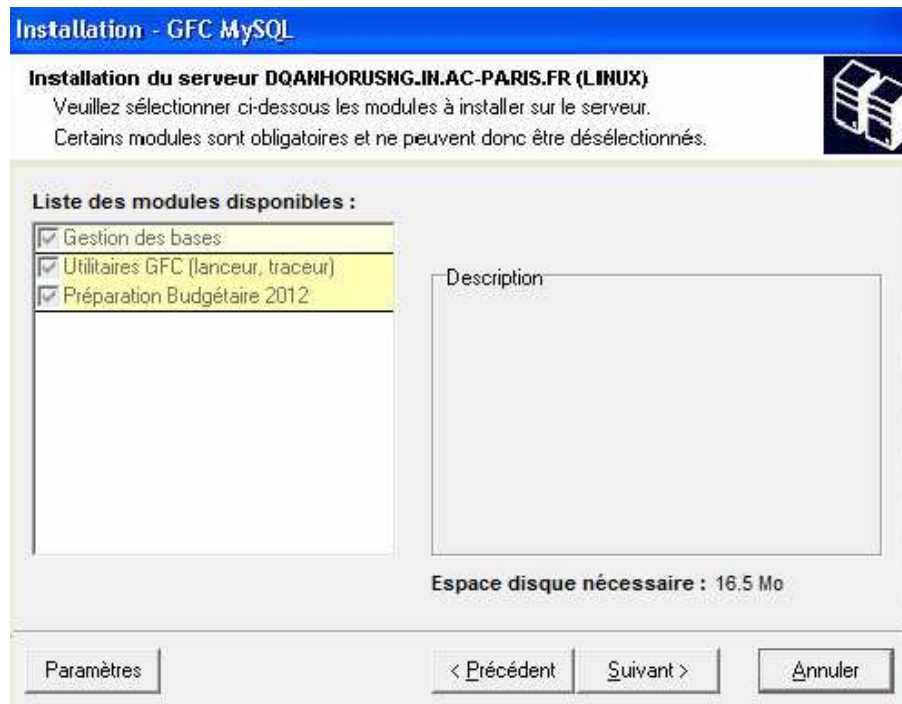 Installation - GFC MySQL
Installation du serveur DQANHORUSNG.IN.AC-PARIS.FR (LINUX)
Veuillez sélectionner ci-dessous les modules à installer sur le serveur.
Certains modules sont obligatoires et ne peuvent donc être désélectionnés.
Liste des modules disponibles :
Gestion des bases
Utilitaires GFC (lanceur, traceur)
Préparation Budgétaire 2012
Description
Espace disque nécessaire : 16.5 Mo
Paramètres
< Précédent
Suivant >
Annuler